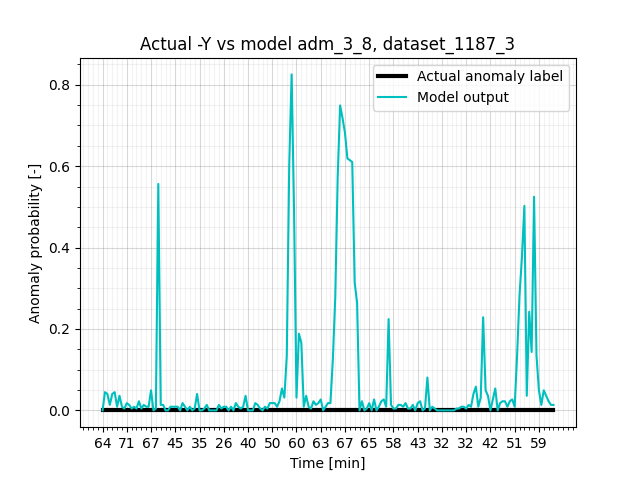 Actual -Y vs model adm_3_8, dataset_1187_3
Actual anomaly label
Model output
Anomaly probability [-]
0.8
0.6
0.4
0.2
0.0
64 71 67 45 35 26 40 50 60 63 67 65 58 43 32 32 42 51 59
Time [min]